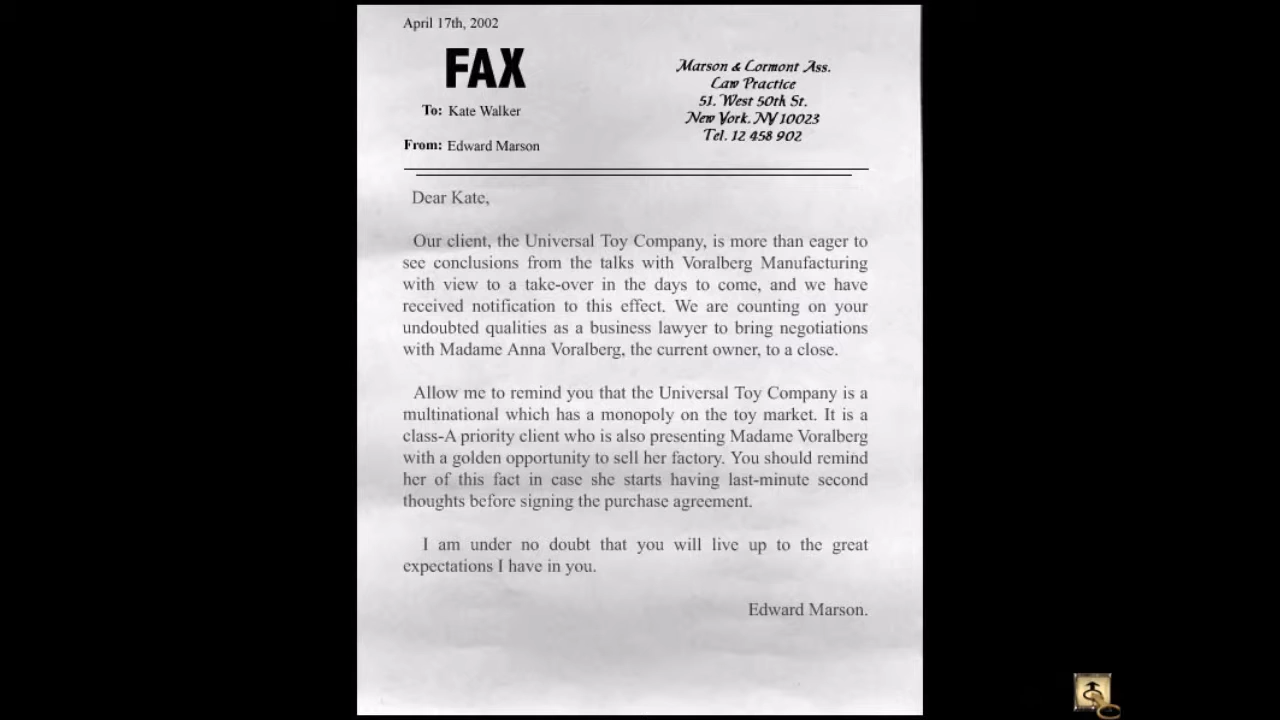 April 17th, 2002
FAX
To: Kate Walker
From: Edward Marson
Marson & Lormont Ass.
Law Practice
51. West 50th St.
New York. NY 10023
Tel. 12 458 902
Dear Kate,
Our client, the Universal Toy Company, is more than eager to
see conclusions from the talks with Voralberg Manufacturing
with view to a take-over in the days to come, and we have
received notification to this effect. We are counting on your
undoubted qualities as a business lawyer to bring negotiations
with Madame Anna Voralberg, the current owner, to a close.
Allow me to remind you that the Universal Toy Company is a
multinational which has a monopoly on the toy market. It is a
class-A priority client who is also presenting Madame Voralberg
with a golden opportunity to sell her factory. You should remind
her of this fact in case she starts having last-minute second
thoughts before signing the purchase agreement.
I am under no doubt that you will live up to the great
expectations I have in you.
Edward Marson.